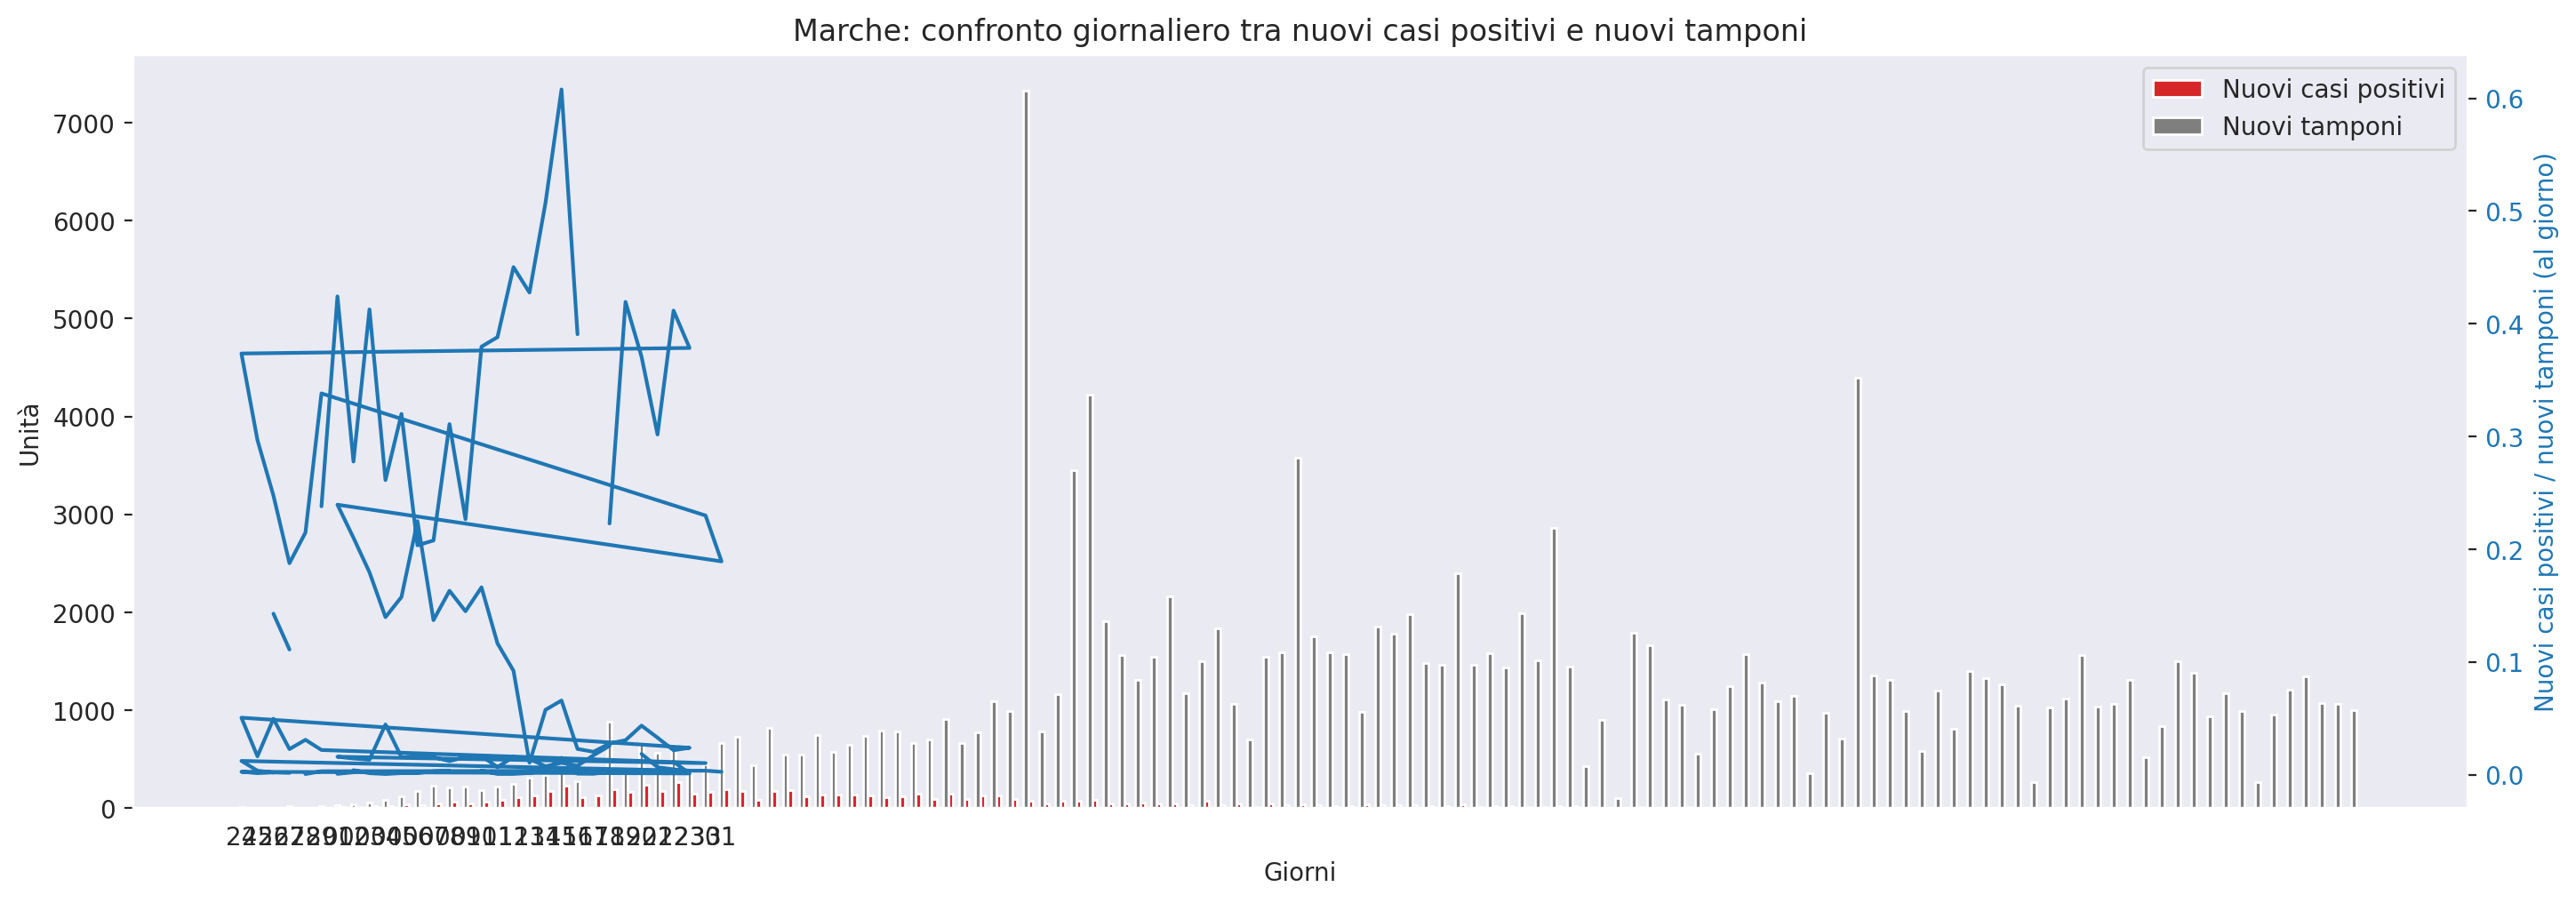 Marche: confronto giornaliero tra nuovi casi positivi e nuovi tamponi
Nuovi casi positivi
Nuovi tamponi
Unità
7000
6000
5000
4000
3000
2000
1000
0
0.6
0.5
0.4
0.3
0.2
0.1
0.0
Nuovi casi positivi / nuovi tamponi (al giorno)
Giorni